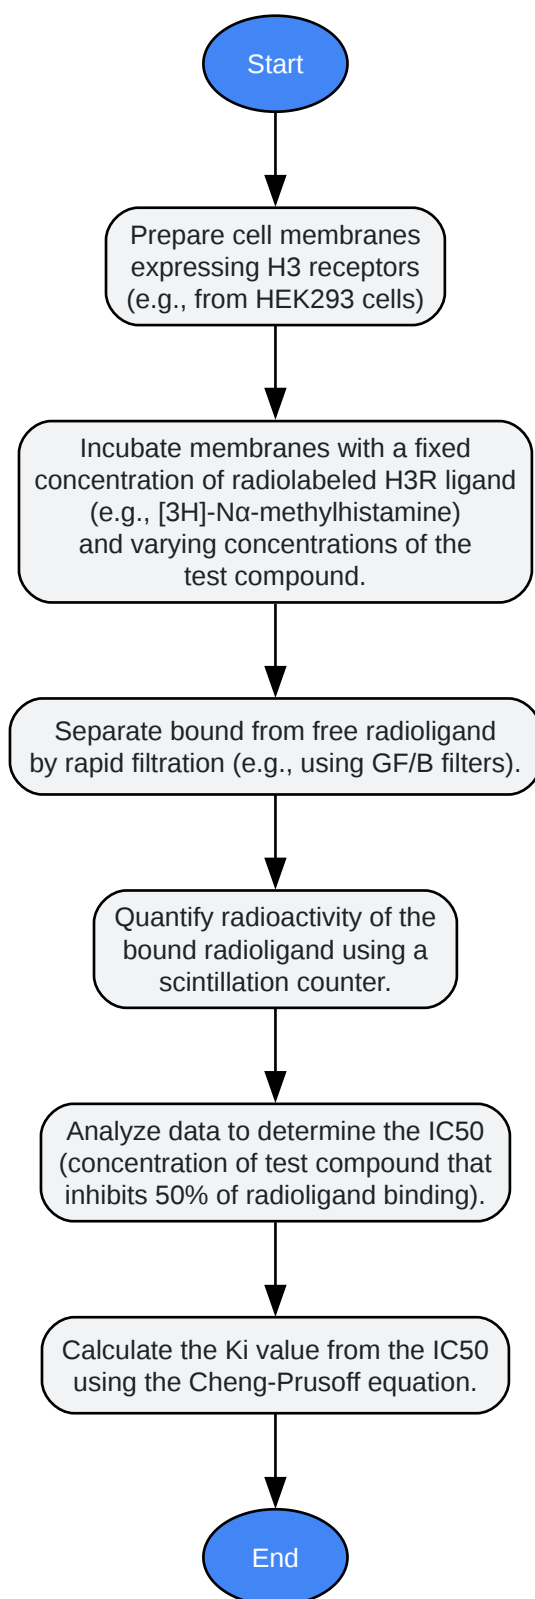 Start
Prepare cell membranes
expressing H3 receptors
(e.g., from HEK293 cells)
Incubate membranes with a fixed
concentration of radiolabeled H3R ligand
(e.g., [3H]-Nα-methylhistamine)
and varying concentrations of the
test compound.
Separate bound from free radioligand
by rapid filtration (e.g., using GF/B filters).
Quantify radioactivity of the
bound radioligand using a
scintillation counter.
Analyze data to determine the IC50
(concentration of test compound that
inhibits 50% of radioligand binding).
Calculate the Ki value from the IC50
using the Cheng-Prusoff equation.
End